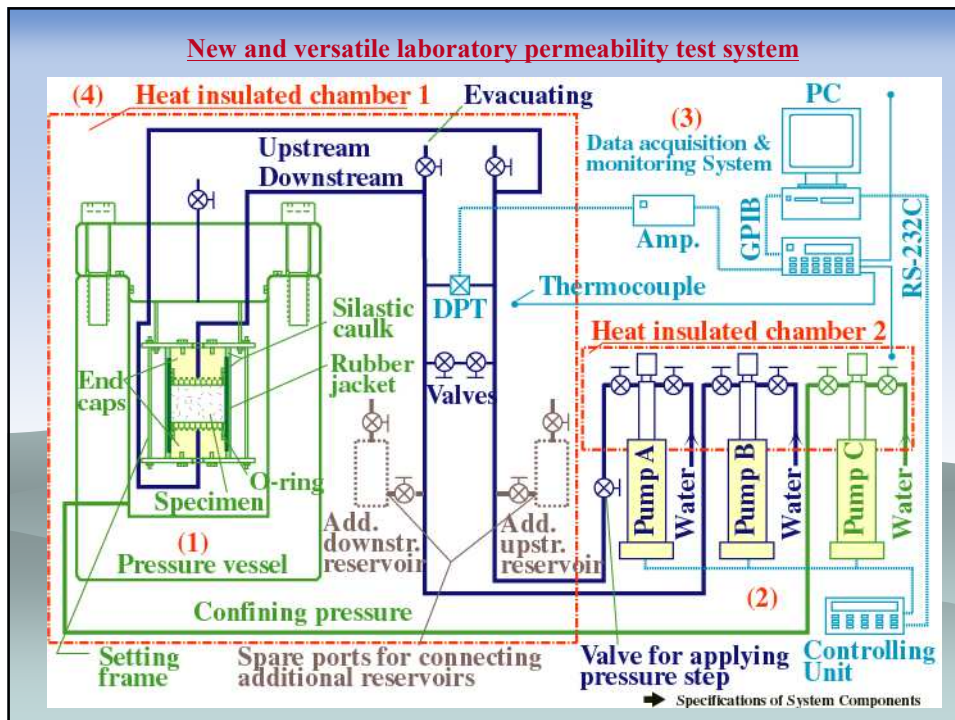 New and versatile laboratory permeability test system
(4)
Heat insulated chamber 1
Evacuating
PC
(3)
Data acquisition &
monitoring System
Upstream
Downstream
GPIB
RS-232C
Amp.
DPT
Thermocouple
Silastic
caulk
Heat insulated chamber 2
Rubber
jacket
End
caps
Valves
Pump A
Water
Pump B
Water
Pump C
Water
O-ring
Specimen
Add.
downstr.
reservoir
Add.
upstr.
reservoir
(1)
Pressure vessel
(2)
Confining pressure
Setting
frame
Spare ports for connecting
additional reservoirs
Valve for applying
pressure step
Controlling
Unit
Specifications of System Components